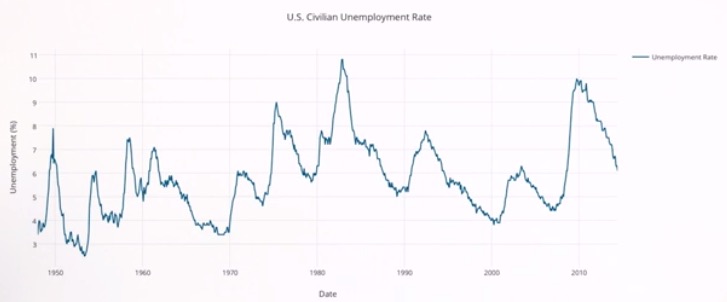 U.S. Civilian Unemployment Rate
11
10
9
8
7
6
5
4
3
Unemployment (%)
1950 1960 1970 1980 1990 2000 2010
Date
Unemployment Rate